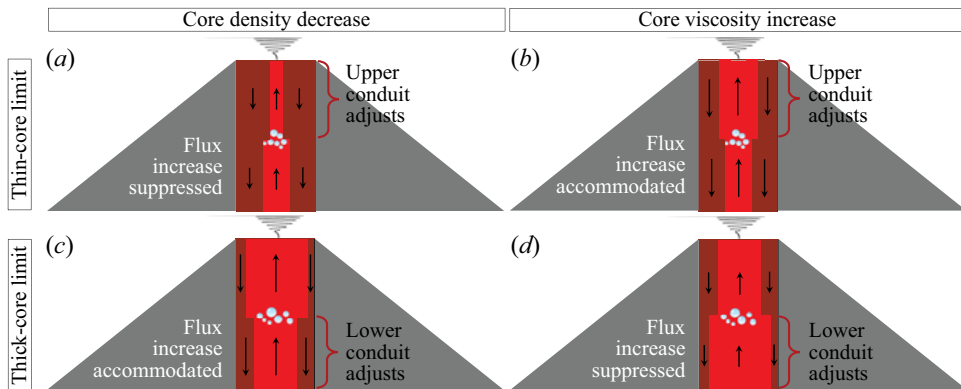 Core density decrease
Core viscosity increase
Thin-core limit
(a)
Upper
conduit
adjusts
Flux
increase
suppressed
(b)
Upper
conduit
adjusts
Flux
increase
accommodated
Thick-core limit
(c)
Flux
increase
accommodated
Lower
conduit
adjusts
(d)
Flux
increase
suppressed
Lower
conduit
adjusts